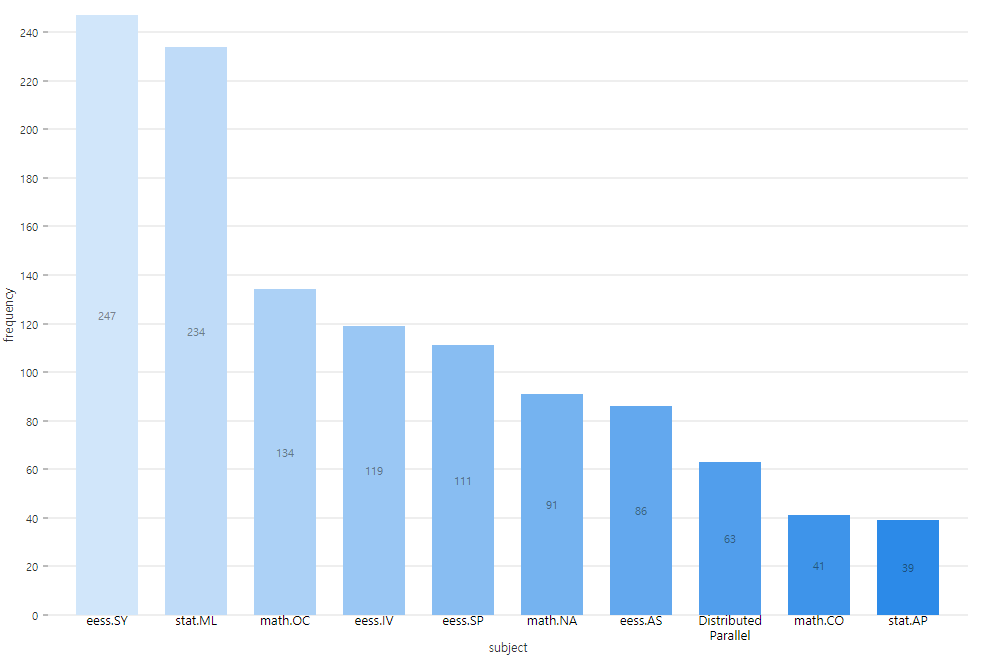 240
220
200
180
160
140
120
100
80
60
40
20
0
frequency
247
234
134
119
111
91
86
63
41
39
eess.SY
stat.ML
math.OC
eess.IV
eess.SP
math.NA
eess.AS
Distributed
Parallel
math.CO
stat.AP
subject